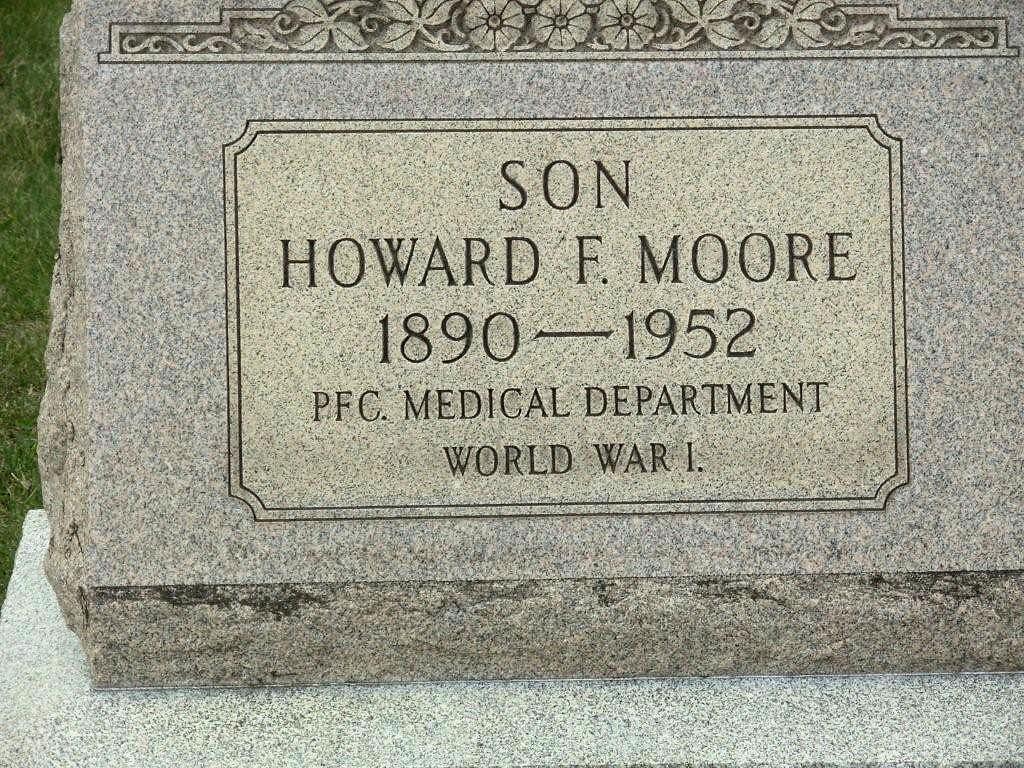 SON
HOWARD F. MOORE
1890—1952
PFC. MEDICAL DEPARTMENT
WORLD WAR I.